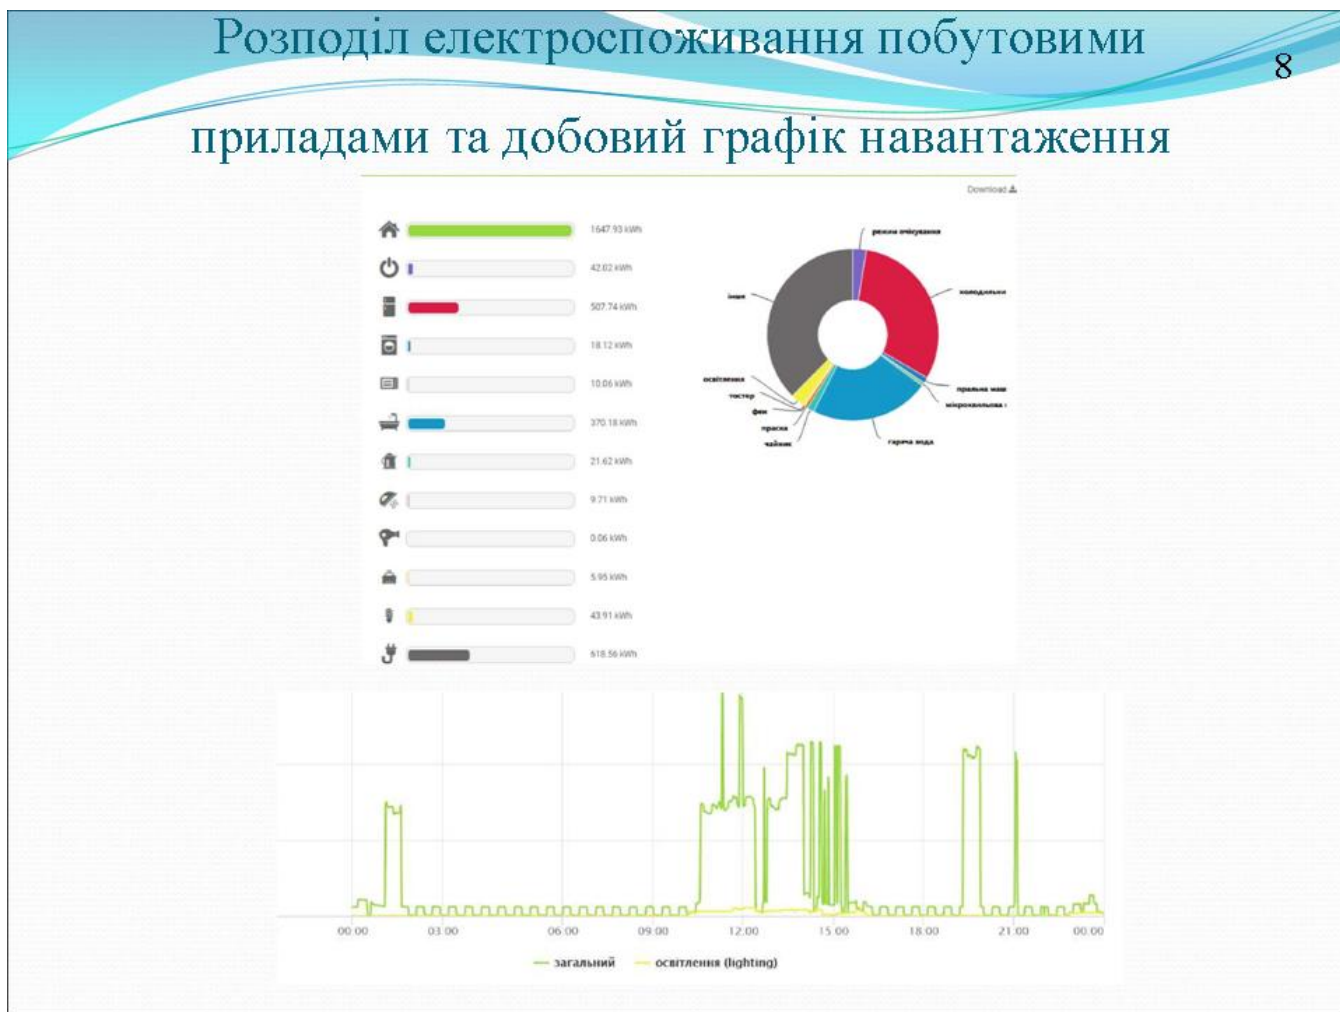 Розподіл електроспоживання побутовими
8
приладами та добовий графік навантаження
Download
1647.93 kWh
42.02 kWh
507.74 kWh
18.12 kWh
10.06 kWh
370.18 kWh
21.62 kWh
9.71 kWh
0.06 kWh
5.95 kWh
43.91 kWh
618.56 kWh
режим очікування
холодильки
інше
освітлення
тостер
фен
праска
чайник
пральна маш
мікрохвильова
гаряча вода
00:00 03:00 06:00 09:00 12:00 15:00 18:00 21:00 00:00
загальний освітлення (lighting)